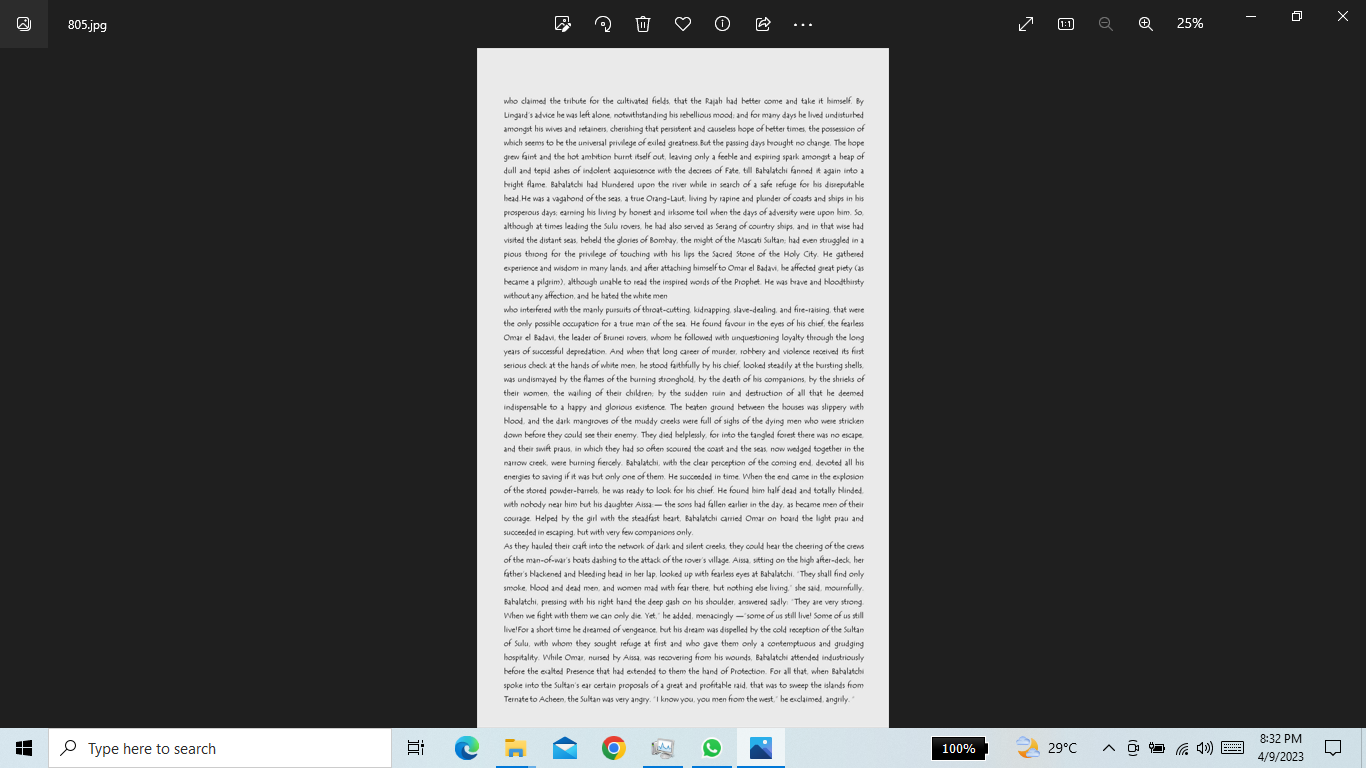 805.jpg
25%
who claimed the tribute for the cultivated fields, that the Rajah had better come and take it himself. By
Lingard's advice he was left alone, notwithstanding his rebellious mood; and for many days he lived undisturbed
amongst his wives and retainers, cherishing that persistent and causeless hope of better times, the possession of
which seems to be the universal privilege of exiled greatness.But the passing days brought no change. The hope
grew faint and the hot ambition burnt itself out, leaving only a feeble and expiring spark amongst a heap of
dull and tepid ashes of indolent acquiescence with the decrees of Fate, till Babalatchi fanned it again into a
bright flame. Babalatchi had blundered upon the river while in search of a safe refuge for his disreputable
head.He was a vagabond of the seas, a true Orang-Laut, living by rapine and plunder of coasts and ships in his
prosperous days; earning his living by honest and irksome toil when the days of adversity were upon him. So,
although at times leading the Sulu rovers, he had also served as Serang of country ships, and in that wise had
visited the distant seas, beheld the glories of Bombay, the might of the Mascati Sultan; had even struggled in a
pious throng for the privilege of touching with his lips the Sacred Stone of the Holy City. He gathered
experience and wisdom in many lands, and after attaching himself to Omar el Badavi, he affected great piety (as
became a pilgrim), although unable to read the inspired words of the Prophet. He was brave and bloodthirsty
without any affection, and he hated the white men
who interfered with the manly pursuits of throat-cutting, kidnapping, slave-dealing, and fire-raising, that were
the only possible occupation for a true man of the sea. He found favour in the eyes of his chief, the fearless
Omar el Badavi, the leader of Brunei rovers, whom he followed with unquestioning loyalty through the long
years of successful depredation. And when that long career of murder, robbery and violence received its first
serious check at the hands of white men, he stood faithfully by his chief, looked steadily at the bursting shells,
was undismayed by the flames of the burning stronghold, by the death of his companions, by the shrieks of
their women, the wailing of their children; by the sudden ruin and destruction of all that he deemed
indispensable to a happy and glorious existence. The beaten ground between the houses was slippery with
blood, and the dark mangroves of the muddy creeks were full of sighs of the dying men who were stricken
down before they could see their enemy. They died helplessly, for into the tangled forest there was no escape,
and their swift praus, in which they had so often scoured the coast and the seas, now wedged together in the
narrow creek, were burning fiercely. Babalatchi, with the clear perception of the coming end, devoted all his
energies to saving if it was but only one of them. He succeeded in time. When the end came in the explosion
of the stored powder-barrels, he was ready to look for his chief. He found him half dead and totally blinded,
with nobody near him but his daughter Aissa:— the sons had fallen earlier in the day, as became men of their
courage. Helped by the girl with the steadfast heart, Babalatchi carried Omar on board the light prau and
succeeded in escaping, but with very few companions only.
As they hauled their craft into the network of dark and silent creeks, they could hear the cheering of the crews
of the man-of-war's boats dashing to the attack of the rover's village. Aissa, sitting on the high after-deck, her
father's blackened and bleeding head in her lap, looked up with fearless eyes at Babalatchi. "They shall find only
smoke, blood and dead men, and women mad with fear there, but nothing else living," she said, mournfully.
Babalatchi, pressing with his right hand the deep gash on his shoulder, answered sadly: "They are very strong.
When we fight with them we can only die. Yet," he added, menacingly —"some of us still live! Some of us still
live!For a short time he dreamed of vengeance, but his dream was dispelled by the cold reception of the Sultan
of Sulu, with whom they sought refuge at first and who gave them only a contemptuous and grudging
hospitality. While Omar, nursed by Aissa, was recovering from his wounds, Babalatchi attended industriously
before the exalted Presence that had extended to them the hand of Protection. For all that, when Babalatchi
spoke into the Sultan's ear certain proposals of a great and profitable raid, that was to sweep the islands from
Ternate to Acheen, the Sultan was very angry. "I know you, you men from the west," he exclaimed, angrily. "
Type here to search
100%
29°C
8:32 PM
4/9/2023